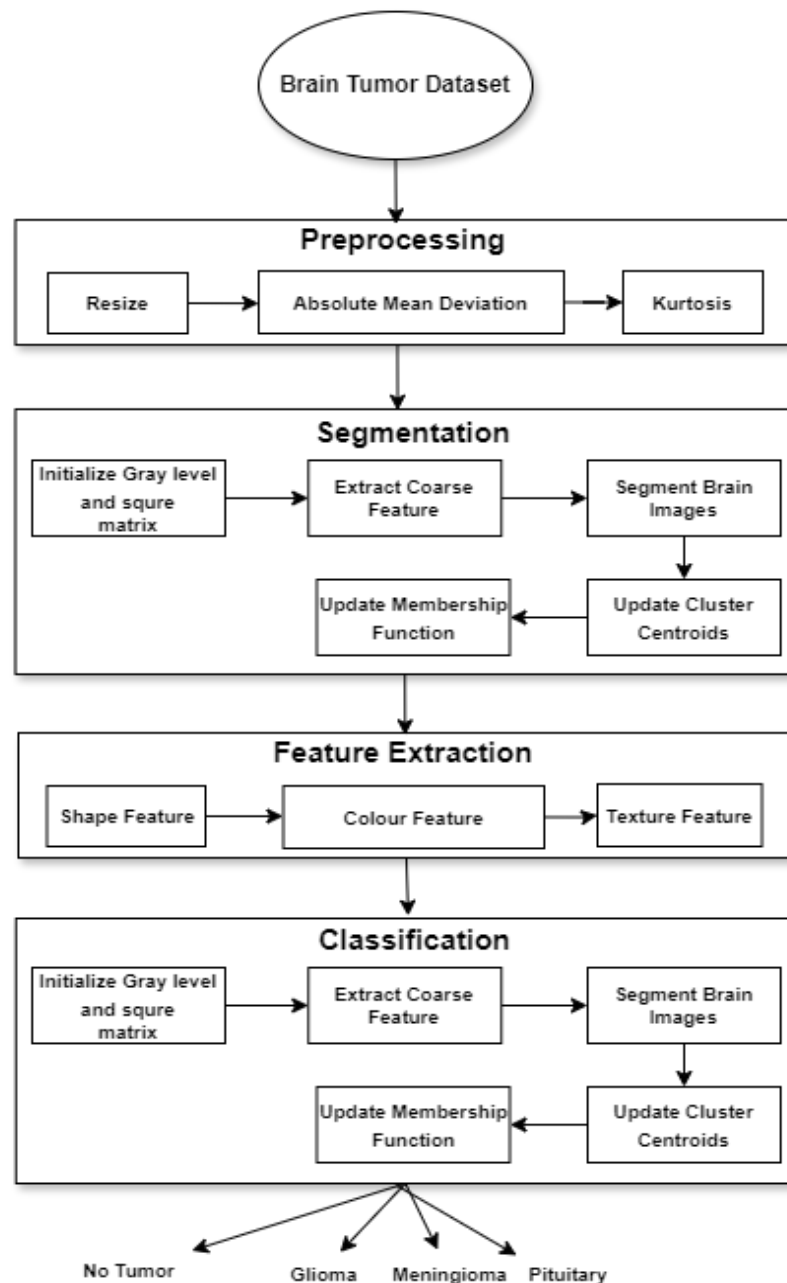 Brain Tumor Dataset
Preprocessing
Resize
Absolute Mean Deviation
Kurtosis
Segmentation
Initialize Gray level
and squre
matrix
Extract Coarse
Feature
Segment Brain
Images
Update Membership
Function
Update Cluster
Centroids
Feature Extraction
Shape Feature
Colour Feature
Texture Feature
Classification
Initialize Gray level
and squre
matrix
Extract Coarse
Feature
Segment Brain
Images
Update Membership
Function
Update Cluster
Centroids
No Tumor
Glioma
Meningioma
Pituitary